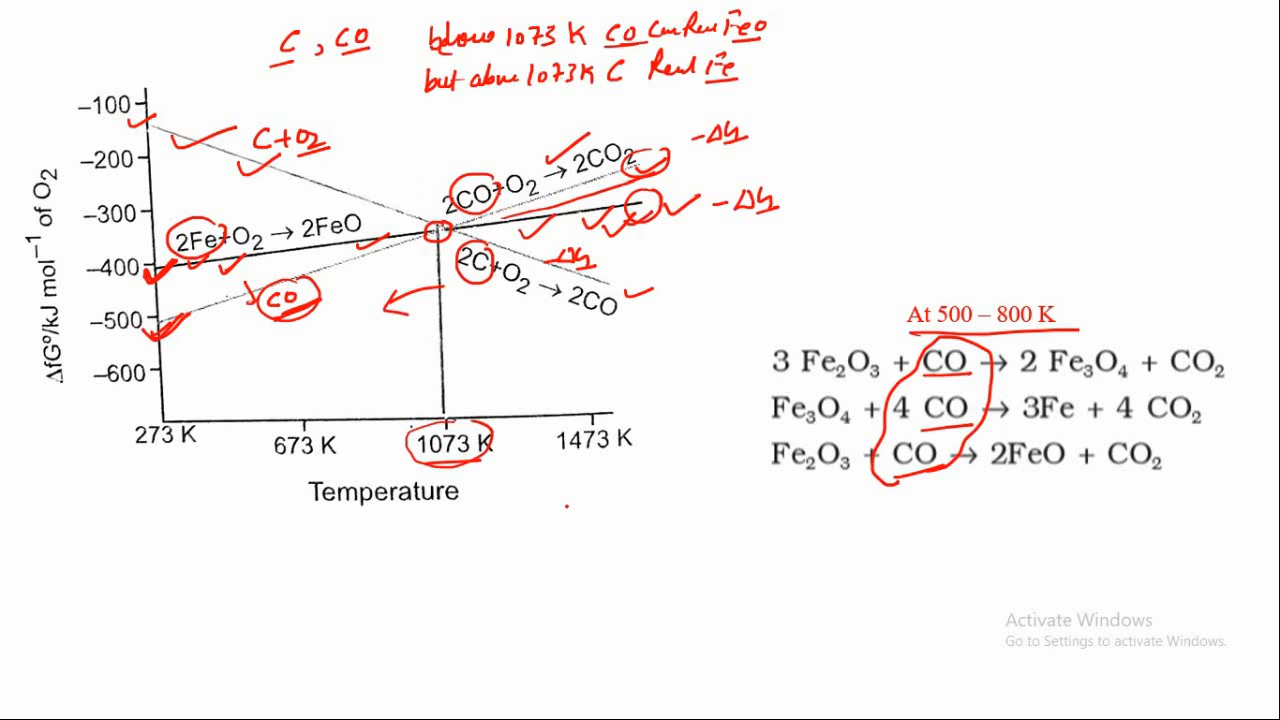 C , CO
below 1073 K CO Can Red FeO
but above 1073 K C Red Fe
–100
–200
–300
–400
–500
–600
ΔfG⁰/kJ mol⁻¹ of O₂
C+O₂
2CO+O₂ → 2CO₂
-ΔG
2Fe+O₂ → 2FeO
-ΔG
2C+O₂ → 2CO
CO
273 K
673 K
1073 K
1473 K
Temperature
At 500 – 800 K
3 Fe₂O₃ + CO → 2 Fe₃O₄ + CO₂
Fe₃O₄ + 4 CO → 3Fe + 4 CO₂
Fe₂O₃ + CO → 2FeO + CO₂
Activate Windows
Go to Settings to activate Windows.